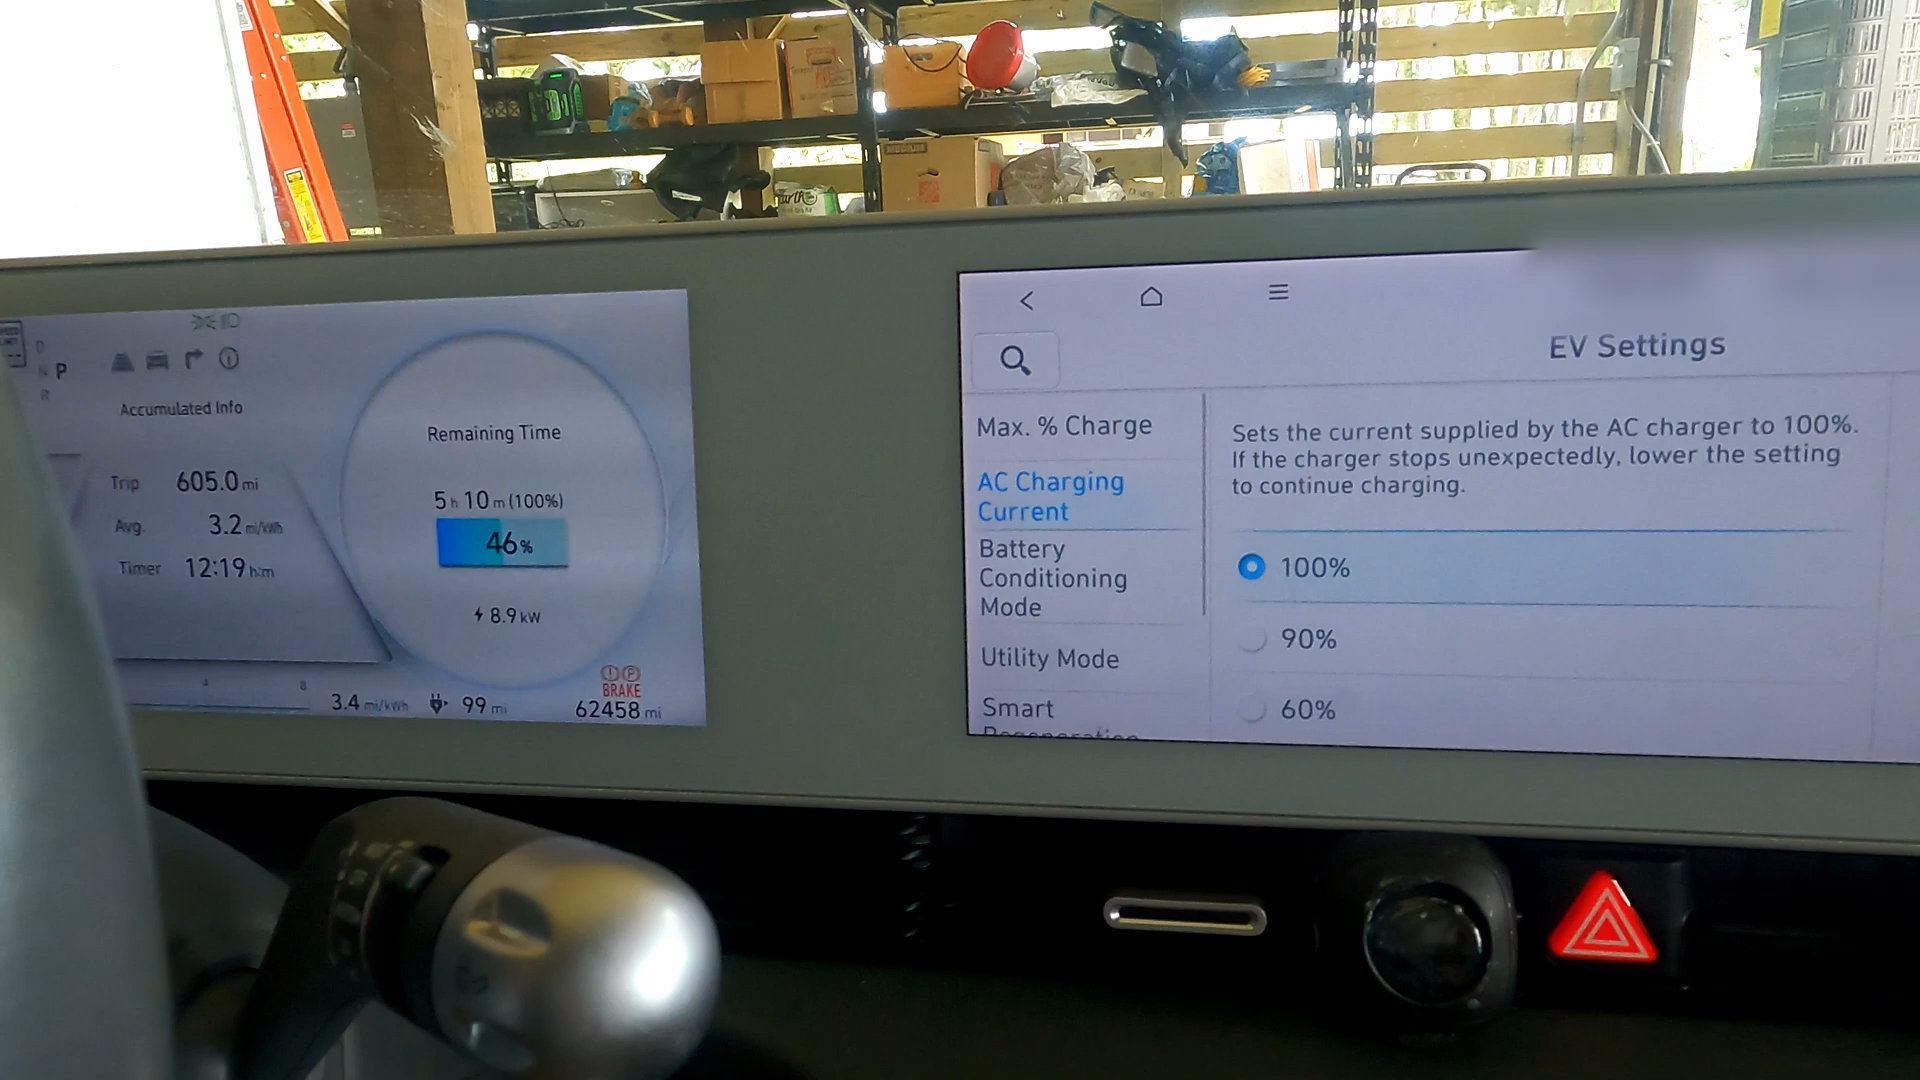 MEDIUM
D
N P
R
Accumulated Info
Trip 605.0 mi
Avg. 3.2 mi/kWh
Timer 12:19 h:m
Remaining Time
5 h 10 m (100%)
46%
8.9 kW
BRAKE
3.4 mi/kWh 99 mi 62458 mi
EV Settings
Max. % Charge
AC Charging
Current
Battery
Conditioning
Mode
Utility Mode
Smart
Regeneration
Sets the current supplied by the AC charger to 100%.
If the charger stops unexpectedly, lower the setting
to continue charging.
100%
90%
60%